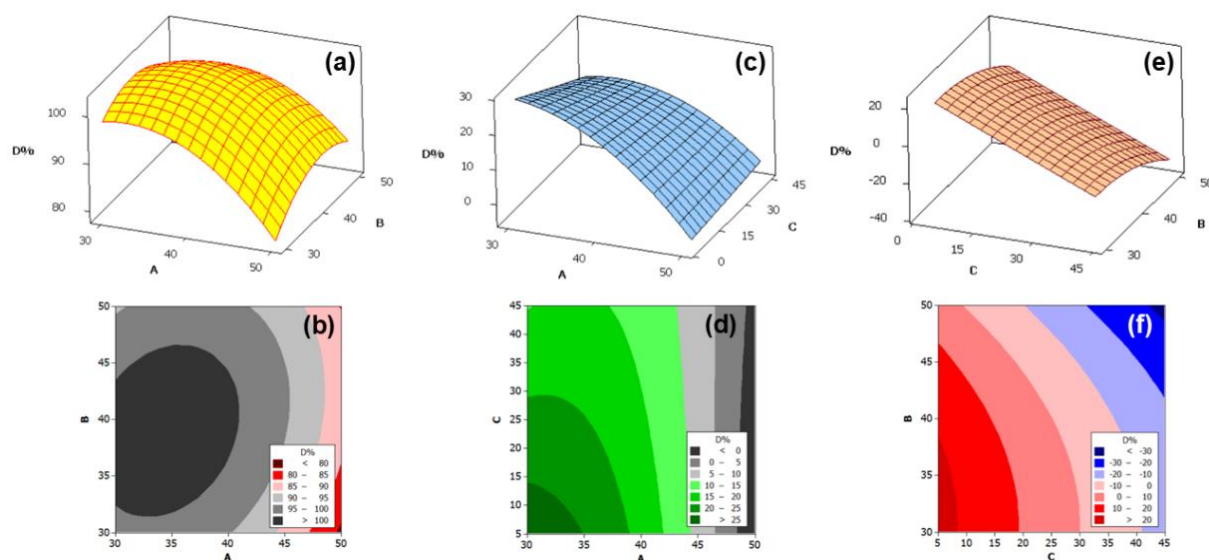 (a)
100
90
80
D%
30
40
50
A
30
40
50
B
(c)
30
20
10
0
D%
30
40
50
A
0
15
30
45
C
(e)
20
0
-20
-40
D%
0
15
30
45
C
30
40
50
B
(b)
50
45
40
35
30
B
30
35
40
45
50
A
D%
< 80
80 – 85
85 – 90
90 – 95
95 – 100
> 100
(d)
45
40
35
30
25
20
15
10
5
C
30
35
40
45
50
A
D%
< 0
0 – 5
5 – 10
10 – 15
15 – 20
20 – 25
> 25
(f)
50
45
40
35
30
B
5
10
15
20
25
30
35
40
45
C
D%
< -30
-30 – -20
-20 – -10
-10 – 0
0 – 10
10 – 20
> 20